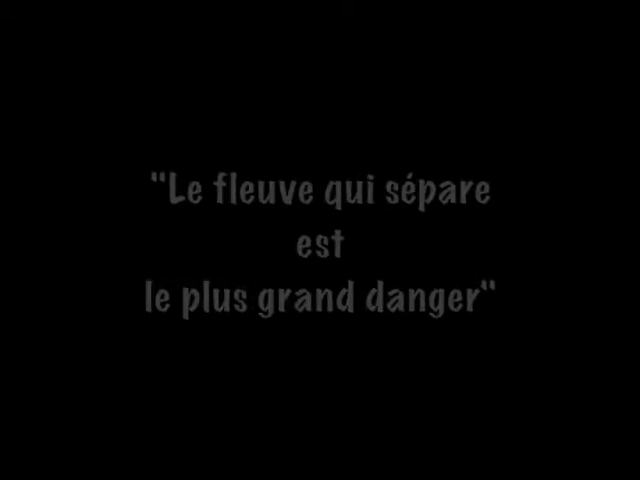 "Le fleuve qui sépare
est
le plus grand danger"